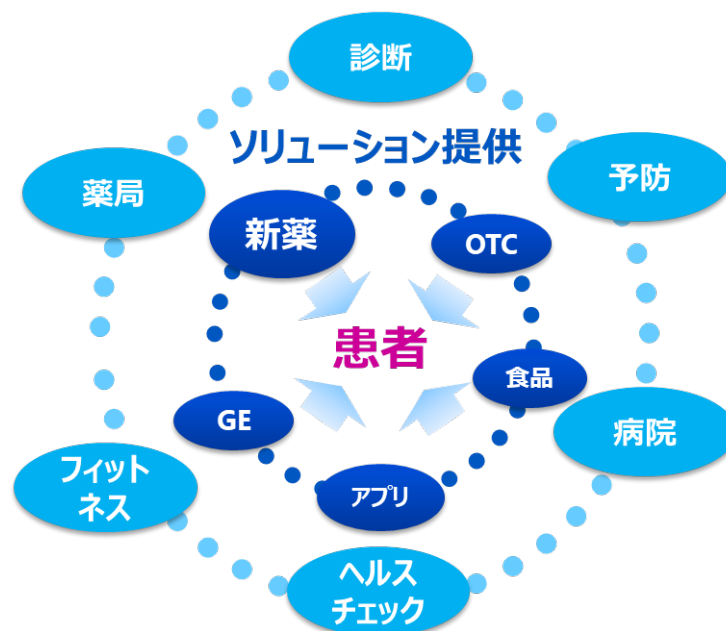 診断
ソリューション提供
薬局
予防
新薬
OTC
患者
食品
GE
病院
フィット
ネス
アプリ
ヘルス
チェック